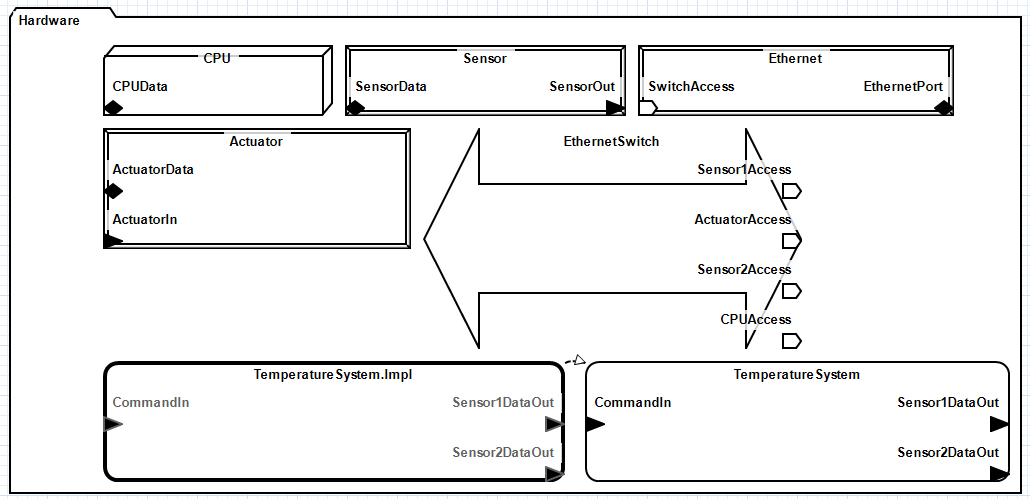 Hardware
CPU
CPUData
Sensor
SensorData
SensorOut
Ethernet
SwitchAccess
EthernetPort
Actuator
ActuatorData
ActuatorIn
EthernetSwitch
Sensor1Access
ActuatorAccess
Sensor2Access
CPUAccess
TemperatureSystem.Impl
CommandIn
Sensor1DataOut
Sensor2DataOut
TemperatureSystem
CommandIn
Sensor1DataOut
Sensor2DataOut